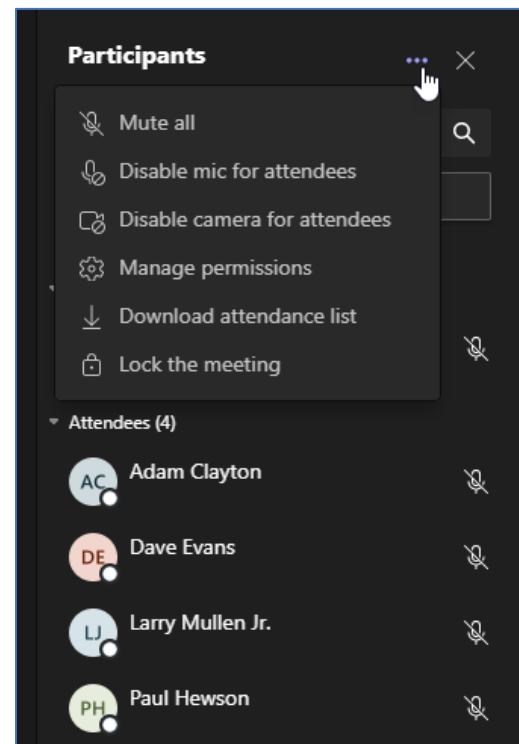 Participants
Mute all
Disable mic for attendees
Disable camera for attendees
Manage permissions
Download attendance list
Lock the meeting
Attendees (4)
AC Adam Clayton
DE Dave Evans
LJ Larry Mullen Jr.
PH Paul Hewson